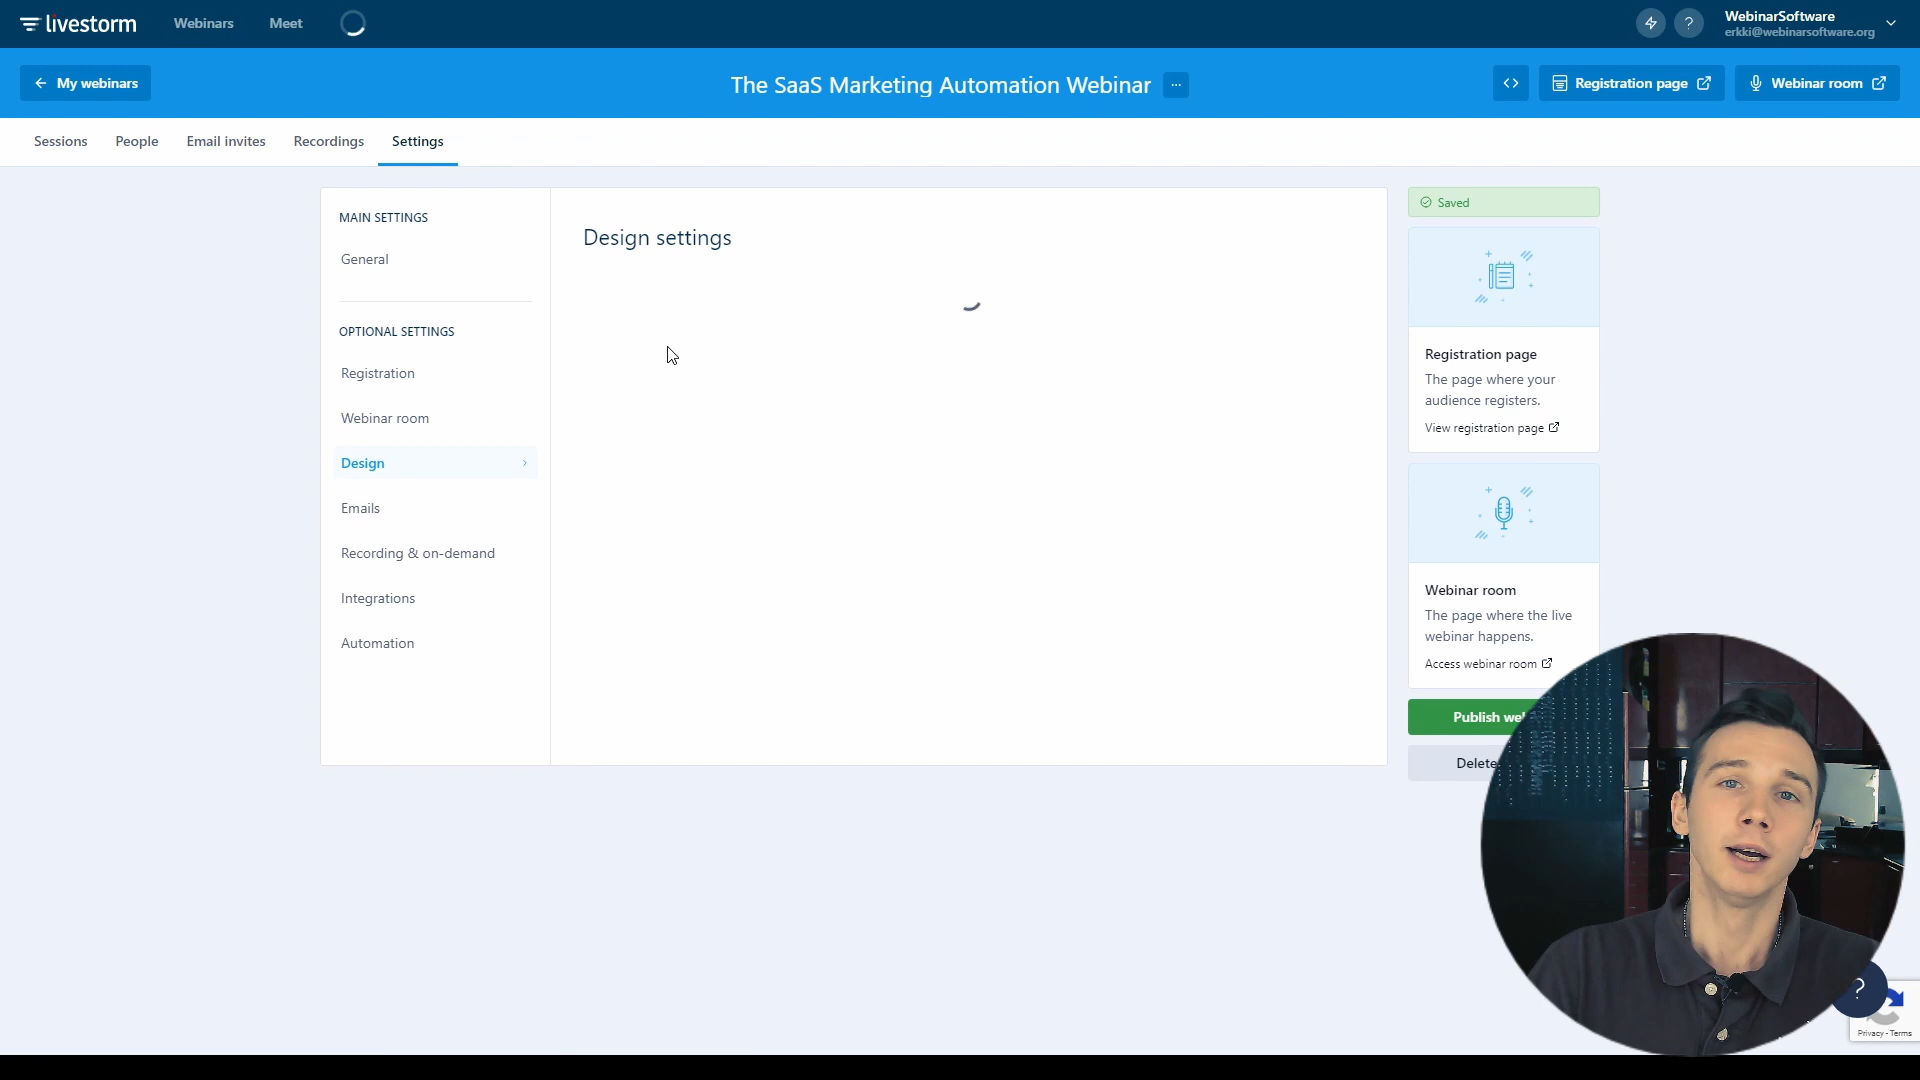 livestorm
Webinars
Meet
?
WebinarSoftware
erkki@webinarsoftware.org
My webinars
The SaaS Marketing Automation Webinar
...
<>
Registration page
Webinar room
Sessions
People
Email invites
Recordings
Settings
MAIN SETTINGS
General
OPTIONAL SETTINGS
Registration
Webinar room
Design
Emails
Recording & on-demand
Integrations
Automation
Design settings
Saved
Registration page
The page where your
audience registers.
View registration page
Webinar room
The page where the live
webinar happens.
Access webinar room
Publish we
Delete
?
Privacy - Terms